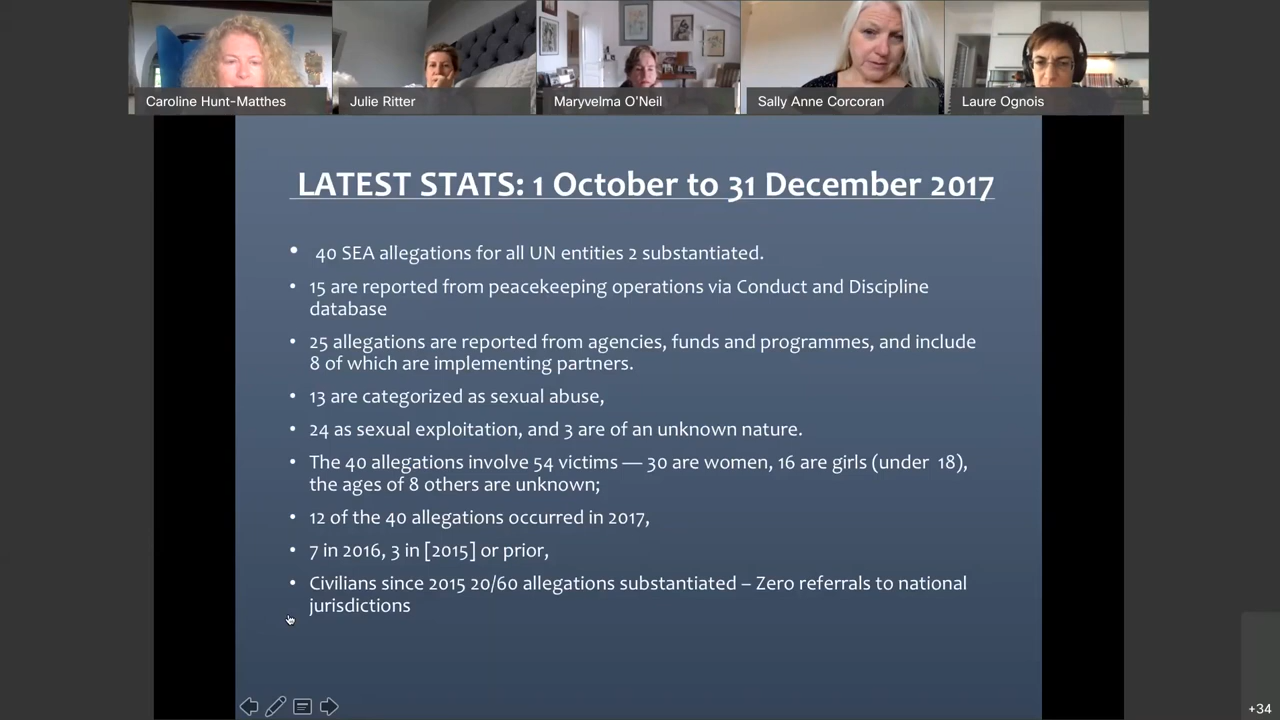 Caroline Hunt-Matthes
Julie Ritter
Maryvelma O'Neil
Sally Anne Corcoran
Laure Ognois
LATEST STATS: 1 October to 31 December 2017
• 40 SEA allegations for all UN entities 2 substantiated.
• 15 are reported from peacekeeping operations via Conduct and Discipline
database
• 25 allegations are reported from agencies, funds and programmes, and include
8 of which are implementing partners.
• 13 are categorized as sexual abuse,
• 24 as sexual exploitation, and 3 are of an unknown nature.
• The 40 allegations involve 54 victims — 30 are women, 16 are girls (under 18),
the ages of 8 others are unknown;
• 12 of the 40 allegations occurred in 2017,
• 7 in 2016, 3 in [2015] or prior,
• Civilians since 2015 20/60 allegations substantiated – Zero referrals to national
jurisdictions
+34